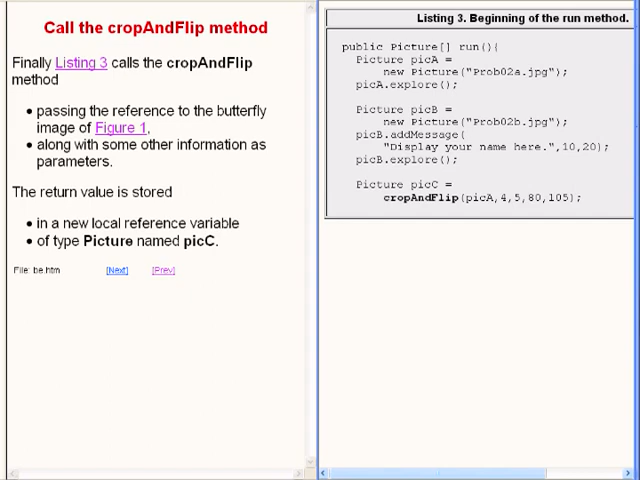 Call the cropAndFlip method
Finally Listing 3 calls the cropAndFlip
method
• passing the reference to the butterfly
image of Figure 1,
• along with some other information as
parameters.
The return value is stored
• in a new local reference variable
• of type Picture named picC.
File: be.htm [Next] [Prev]
Listing 3. Beginning of the run method.
public Picture[] run(){
Picture picA =
new Picture("Prob02a.jpg");
picA.explore();
Picture picB =
new Picture("Prob02b.jpg");
picB.addMessage(
"Display your name here.",10,20);
picB.explore();
Picture picC =
cropAndFlip(picA,4,5,80,105);